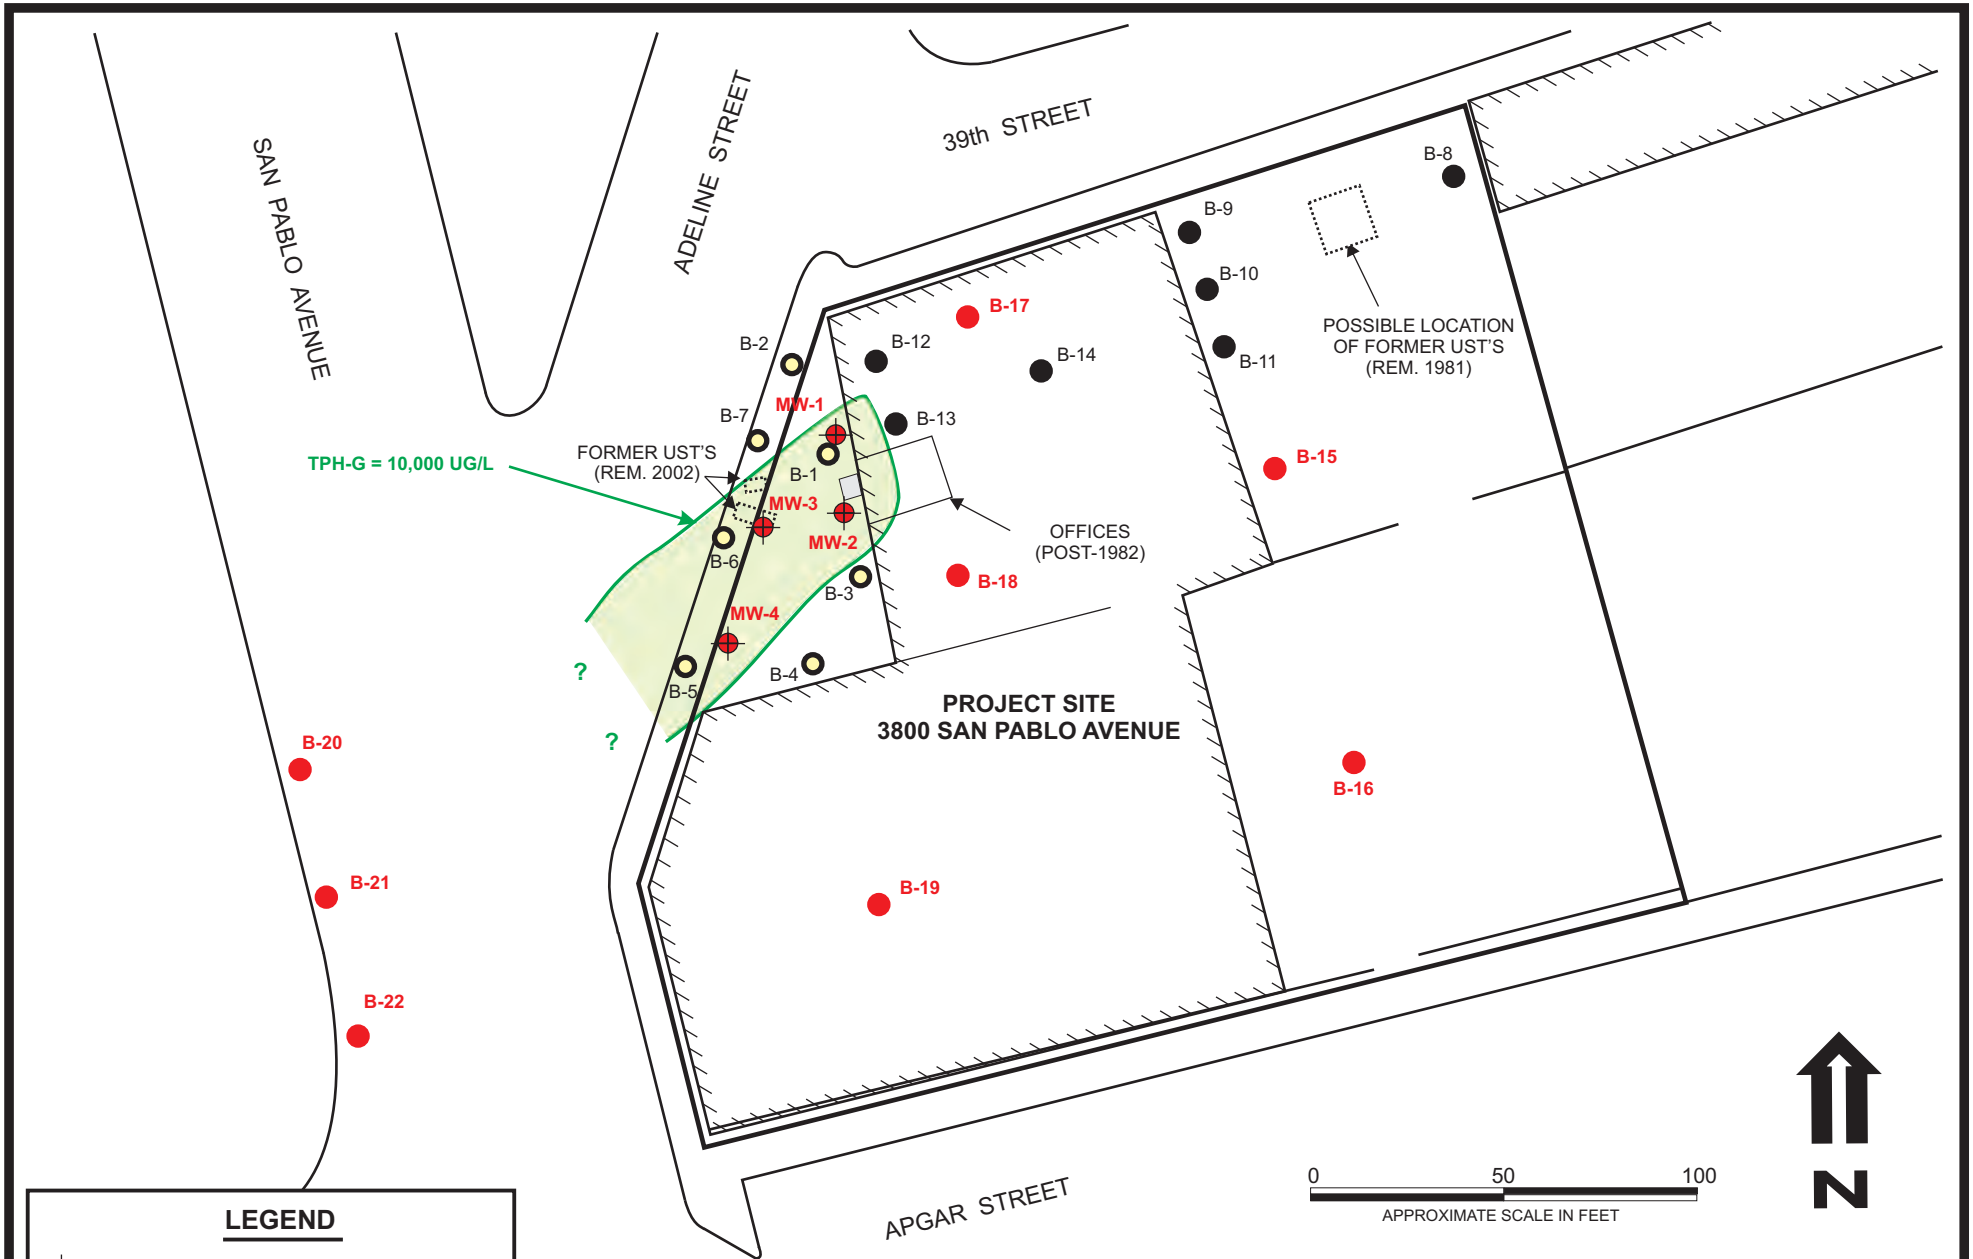 SAN PABLO AVENUE
ADELINE STREET
39th STREET
B-8
B-9
B-10
B-11
POSSIBLE LOCATION
OF FORMER UST'S
(REM. 1981)
B-17
B-12
B-14
B-2
MW-1
B-7
B-13
FORMER UST'S
(REM. 2002)
TPH-G = 10,000 UG/L
B-1
B-15
MW-3
MW-2
OFFICES
(POST-1982)
B-6
B-3
B-18
MW-4
?
B-4
B-5
PROJECT SITE
3800 SAN PABLO AVENUE
?
B-20
B-16
B-21
B-19
B-22
APGAR STREET
0 50 100
APPROXIMATE SCALE IN FEET
N
LEGEND